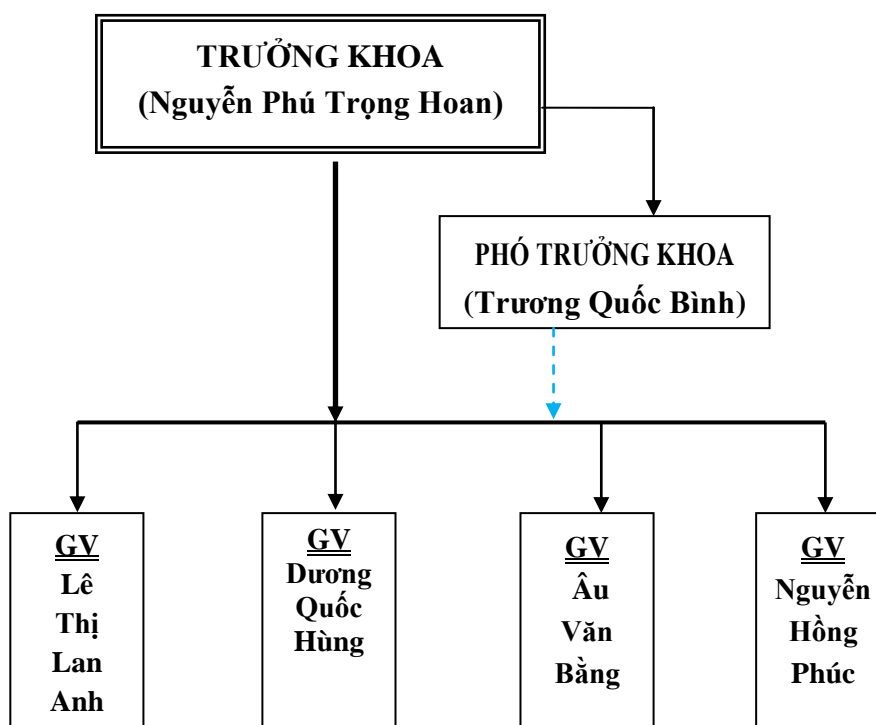 TRƯỞNG KHOA
(Nguyễn Phú Trọng Hoan)
PHÓ TRƯỞNG KHOA
(Trương Quốc Bình)
GV
Lê
Thị
Lan
Anh
GV
Dương
Quốc
Hùng
GV
Âu
Văn
Bằng
GV
Nguyễn
Hồng
Phúc